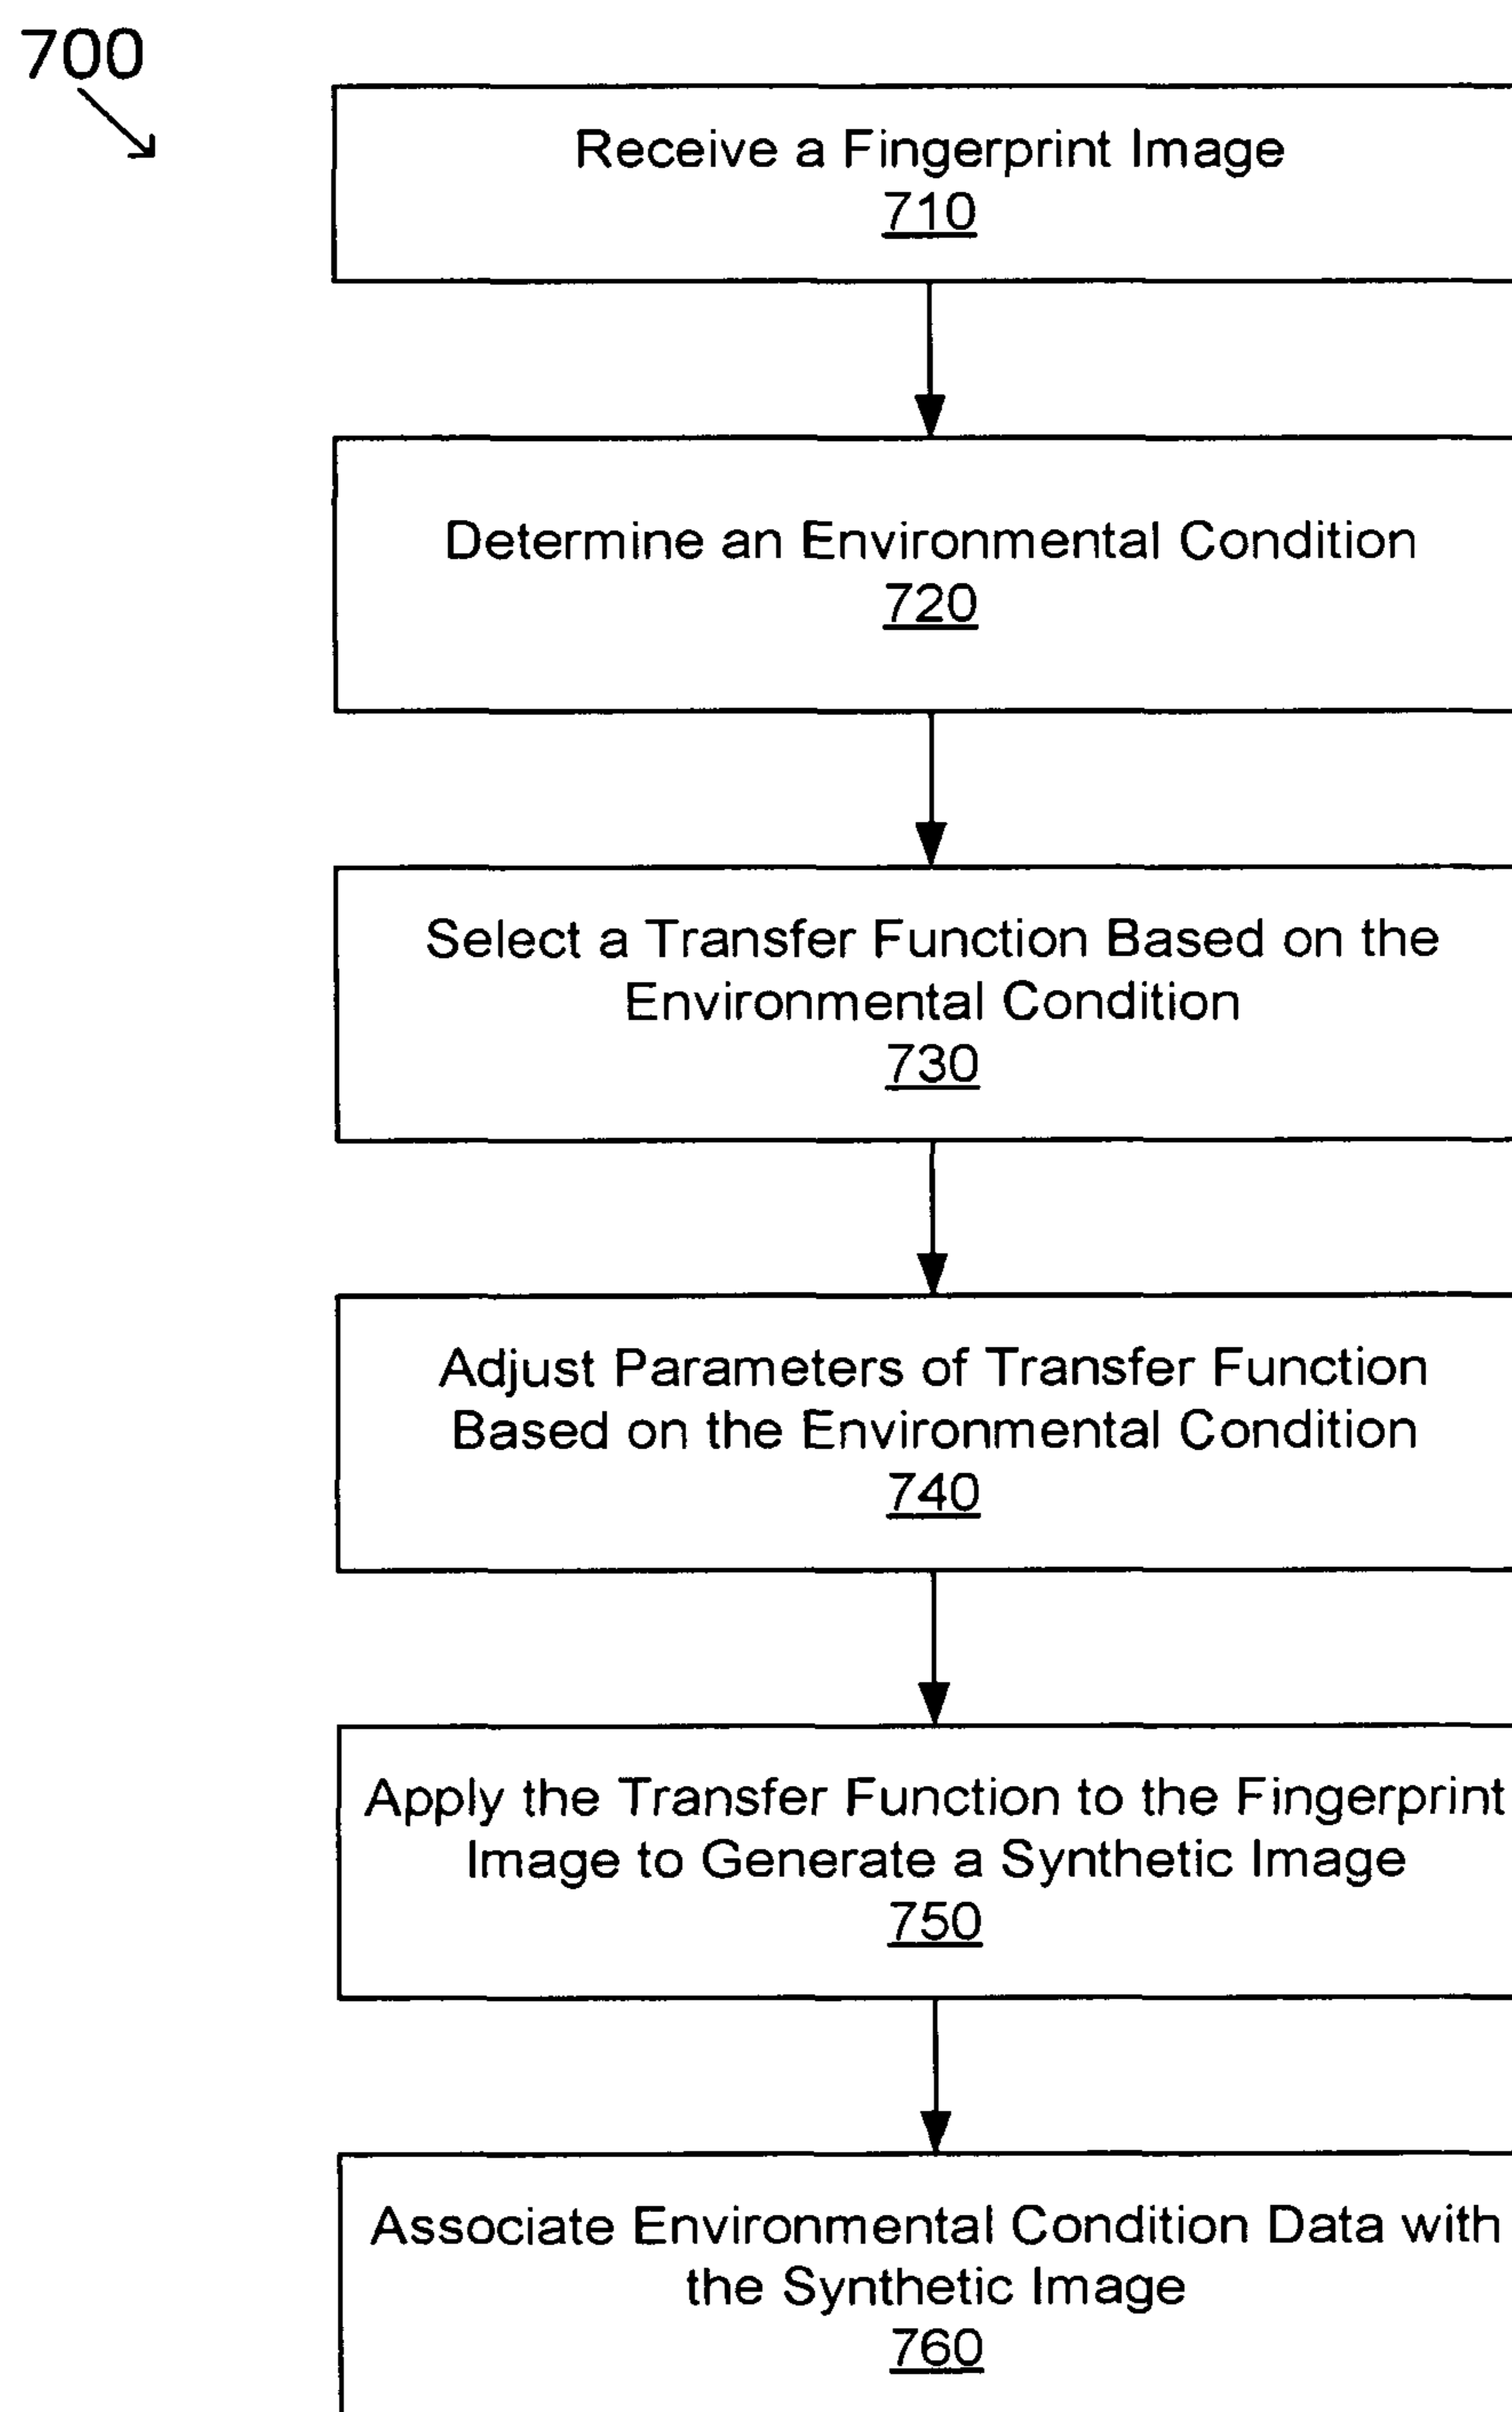 700
Receive a Fingerprint Image
710
Determine an Environmental Condition
720
Select a Transfer Function Based on the
Environmental Condition
730
Adjust Parameters of Transfer Function
Based on the Environmental Condition
740
Apply the Transfer Function to the Fingerprint
Image to Generate a Synthetic Image
750
Associate Environmental Condition Data with
the Synthetic Image
760